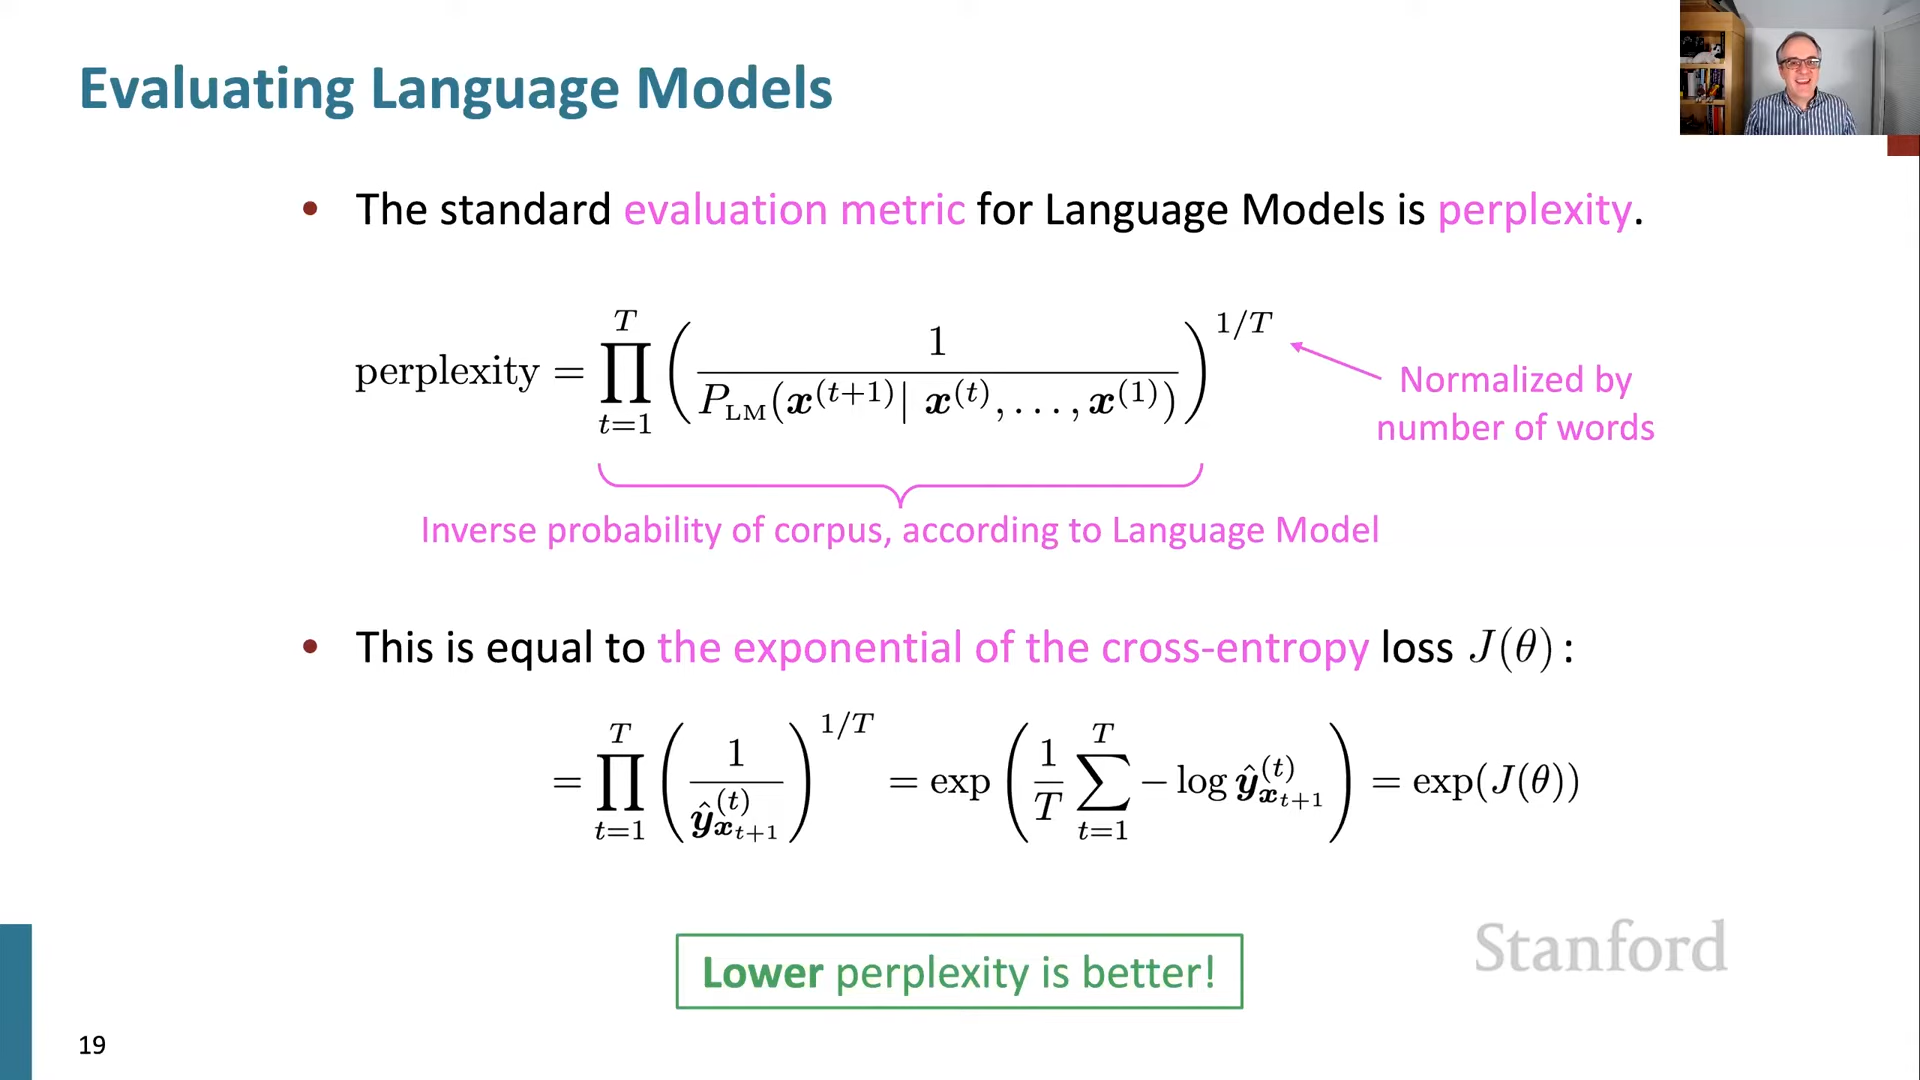 Evaluating Language Models
• The standard evaluation metric for Language Models is perplexity.
perplexity = ∏_{t=1}^{T} ( 1 / P_LM(x^(t+1) | x^(t), . . . , x^(1)) )^{1/T}
Normalized by
number of words
Inverse probability of corpus, according to Language Model
• This is equal to the exponential of the cross-entropy loss J(θ) :
= ∏_{t=1}^{T} ( 1 / ŷ^(t)_{x_{t+1}} )^{1/T} = exp ( 1/T ∑_{t=1}^{T} − log ŷ^(t)_{x_{t+1}} ) = exp(J(θ))
Stanford
Lower perplexity is better!
19